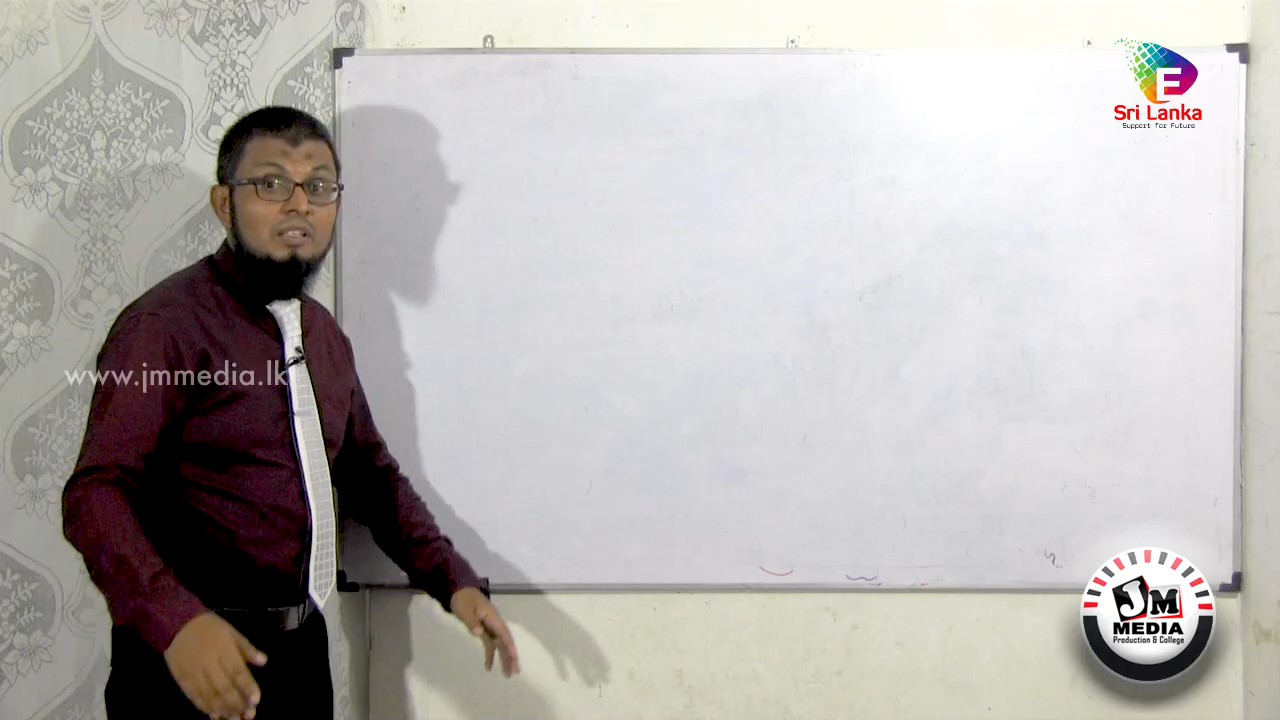 E
Sri Lanka
Support for Future
www.jmmedia.lk
JM
MEDIA
Production & College